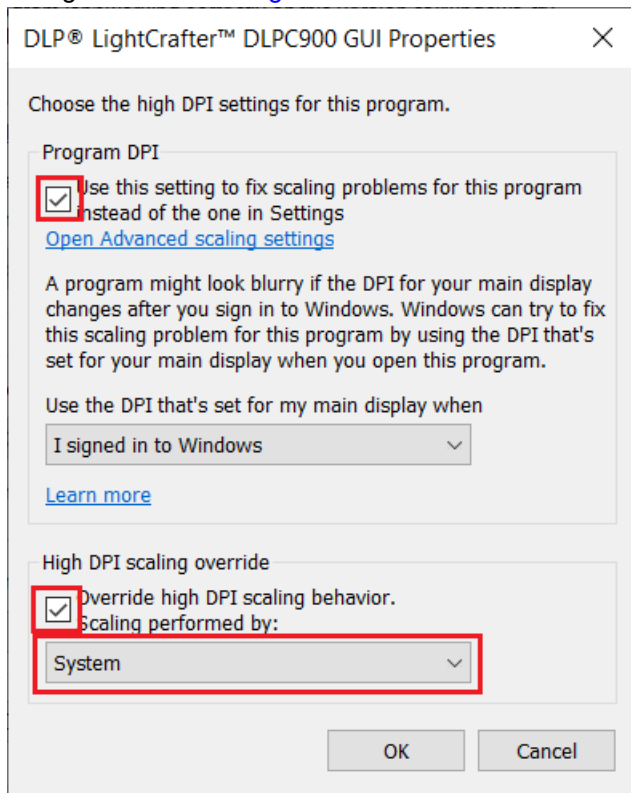 DLP® LightCrafter™ DLPC900 GUI Properties
Choose the high DPI settings for this program.
Program DPI
Use this setting to fix scaling problems for this program
instead of the one in Settings
Open Advanced scaling settings
A program might look blurry if the DPI for your main display
changes after you sign in to Windows. Windows can try to fix
this scaling problem for this program by using the DPI that's
set for your main display when you open this program.
Use the DPI that's set for my main display when
I signed in to Windows
Learn more
High DPI scaling override
Override high DPI scaling behavior.
Scaling performed by:
System
OK
Cancel